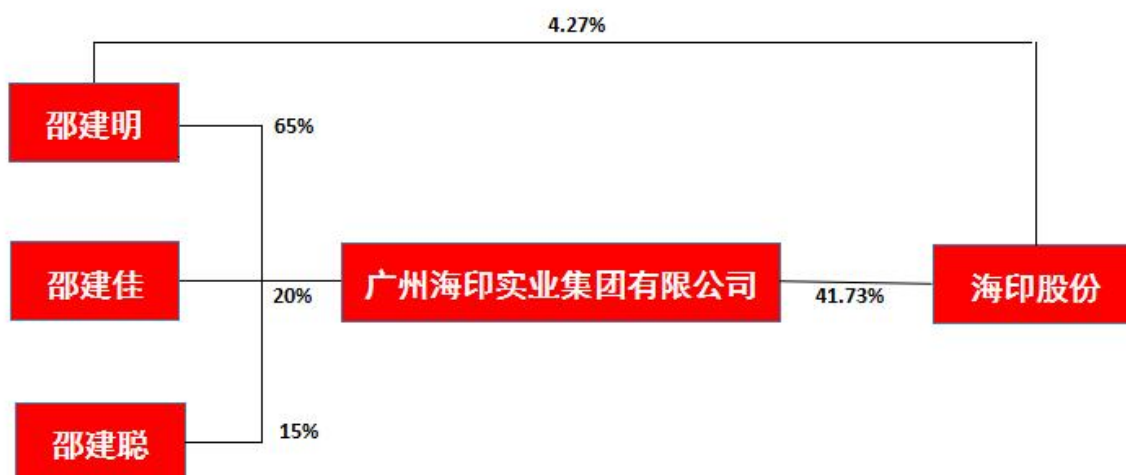 4.27%
邵建明
65%
邵建佳
20%
广州海印实业集团有限公司
41.73%
海印股份
邵建聪
15%